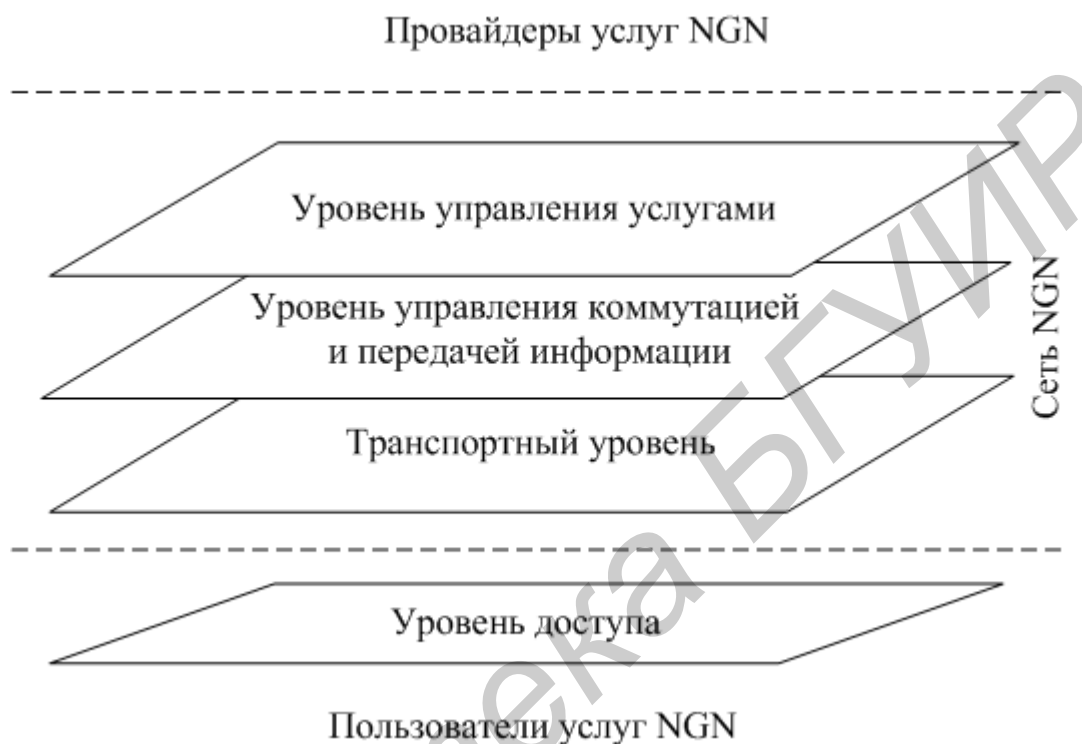 Провайдеры услуг NGN
Уровень управления услугами
Уровень управления коммутацией
и передачей информации
Транспортный уровень
Сеть NGN
Уровень доступа
Пользователи услуг NGN
ека БГУИР